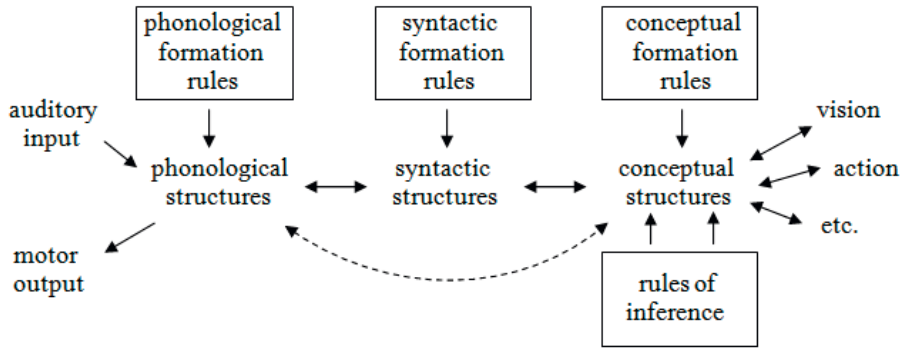 phonological
formation
rules
syntactic
formation
rules
conceptual
formation
rules
auditory
input
vision
phonological
structures
syntactic
structures
conceptual
structures
action
etc.
motor
output
rules of
inference